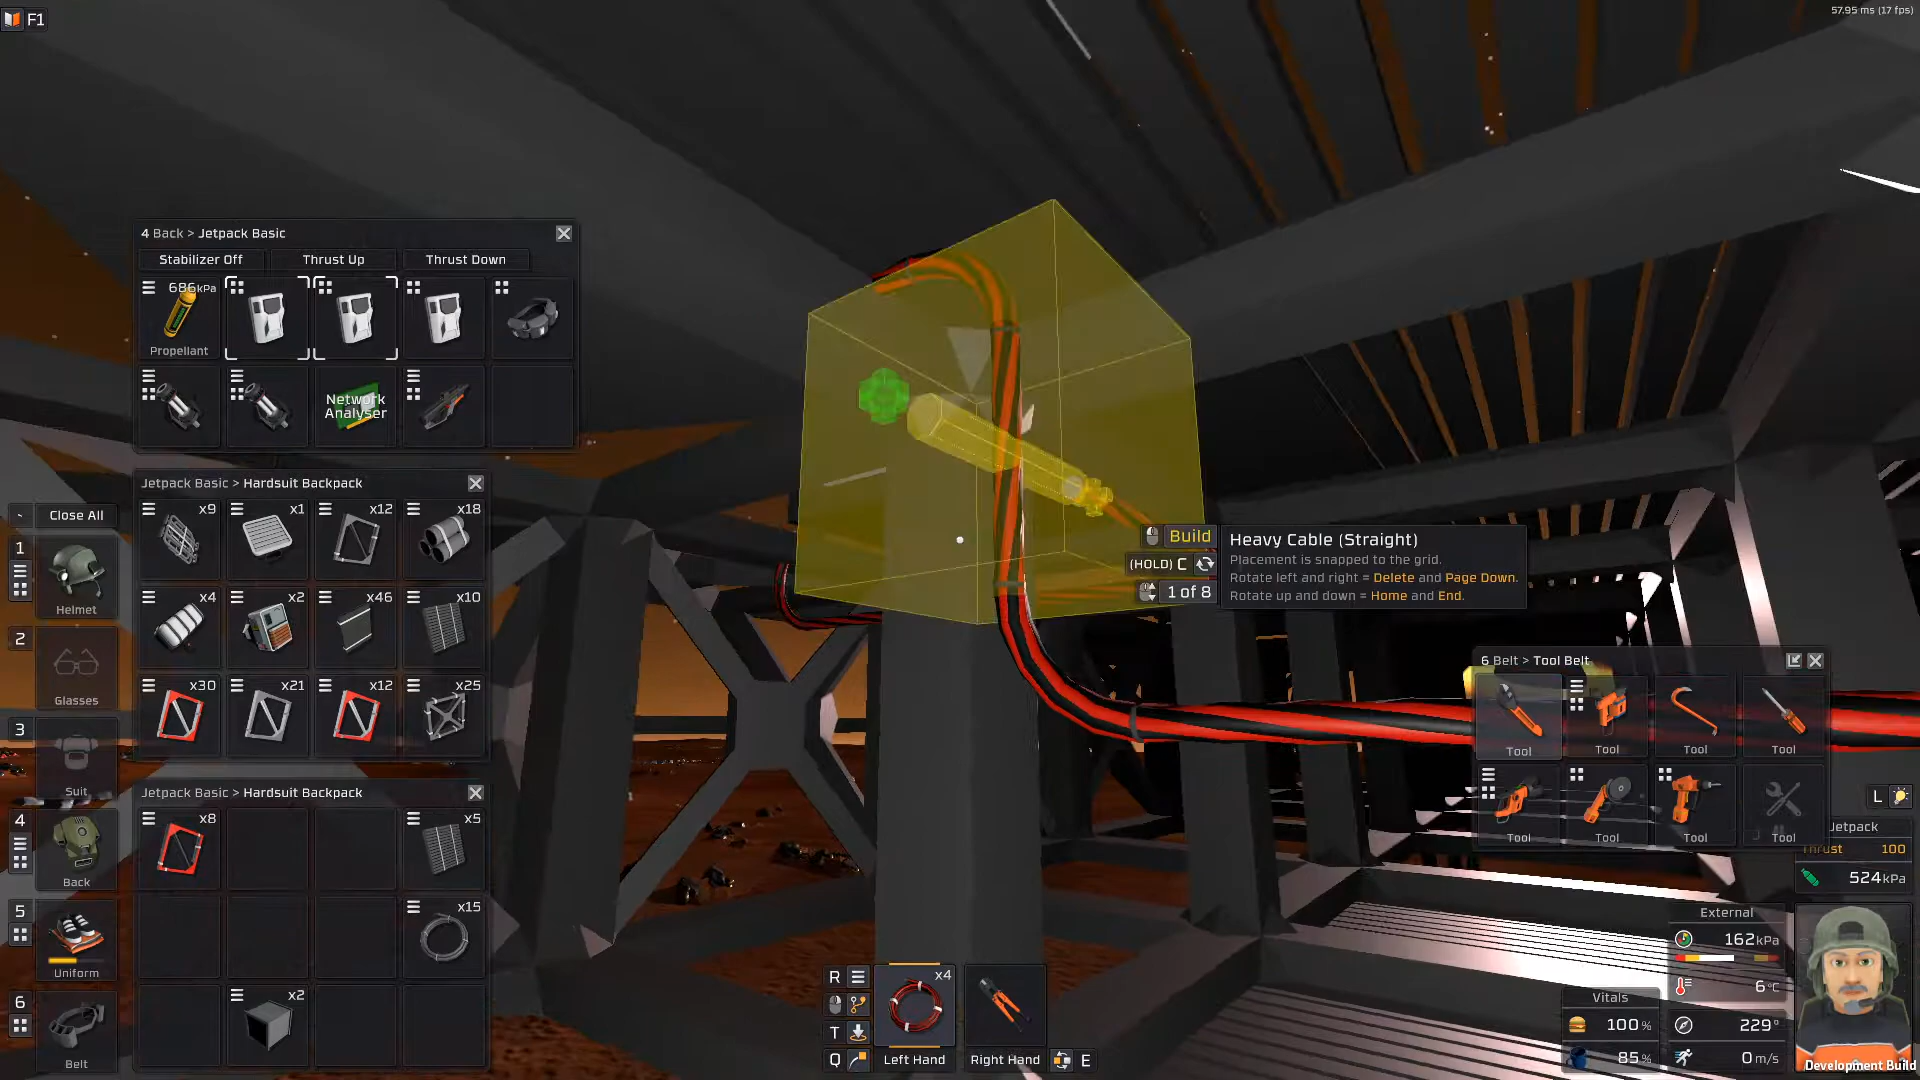 F1
57.95 ms (17 fps)
4 Back > Jetpack Basic
Stabilizer Off
Thrust Up
Thrust Down
686kPa
Propellant
Network
Analyser
Jetpack Basic > Hardsuit Backpack
x9
x1
x12
x18
x4
x2
x46
x10
x30
x21
x12
x25
Jetpack Basic > Hardsuit Backpack
x8
x5
x15
x2
~
Close All
1
Helmet
2
Glasses
3
Suit
4
Back
5
Uniform
6
Belt
Build
(HOLD) C
1 of 8
Heavy Cable (Straight)
Placement is snapped to the grid.
Rotate left and right = Delete and Page Down.
Rotate up and down = Home and End.
6 Belt > Tool Belt
Tool
Tool
Tool
Tool
Tool
Tool
Tool
Tool
L
Jetpack
Thrust 100
524kPa
External
162kPa
6°C
229°
0m/s
Vitals
100%
85%
Development Build
R
T
Q
x4
Left Hand
Right Hand
E